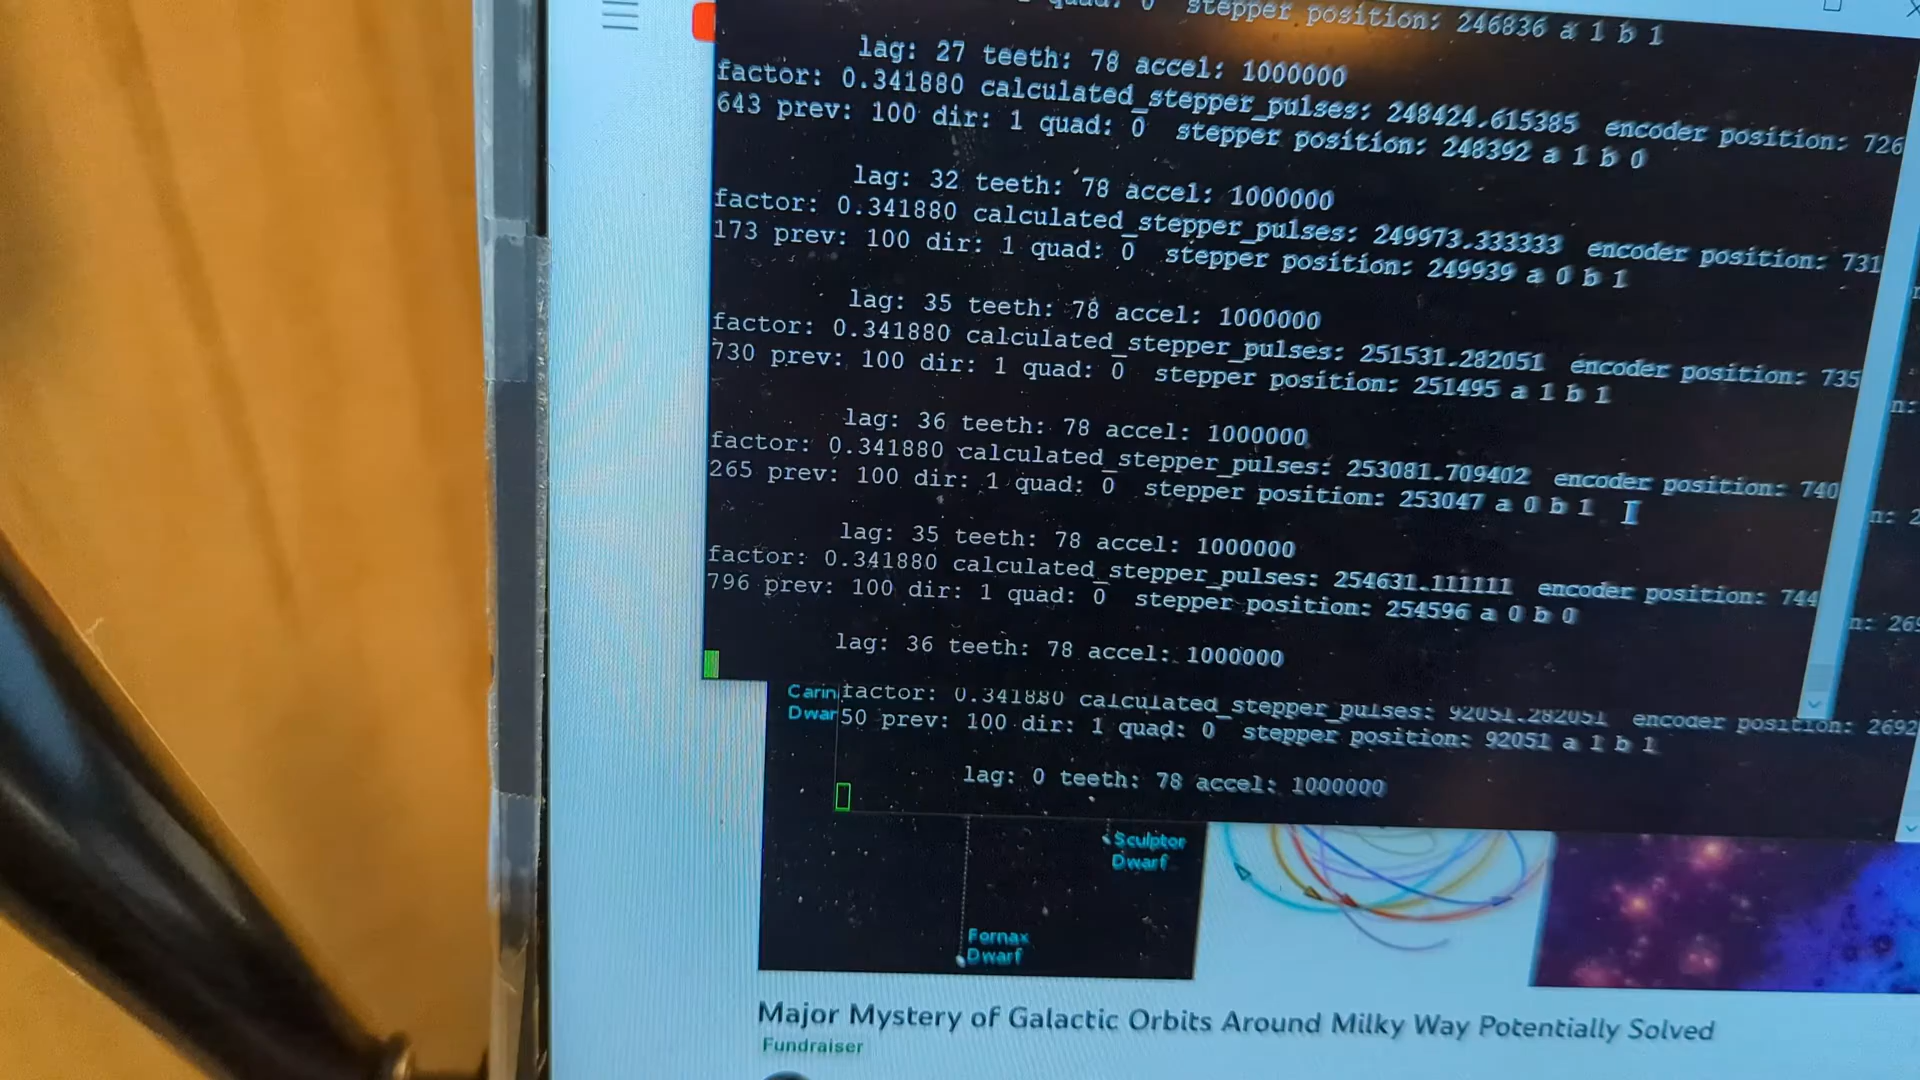 stepper position: 246836 a 1 b 1
lag: 27 teeth: 78 accel: 1000000
factor: 0.341880 calculated_stepper_pulses: 248424.615385 encoder position: 726
643 prev: 100 dir: 1 quad: 0 stepper position: 248392 a 1 b 0
lag: 32 teeth: 78 accel: 1000000
factor: 0.341880 calculated_stepper_pulses: 249973.333333 encoder position: 731
173 prev: 100 dir: 1 quad: 0 stepper position: 249939 a 0 b 1
lag: 35 teeth: 78 accel: 1000000
factor: 0.341880 calculated_stepper_pulses: 251531.282051 encoder position: 735
730 prev: 100 dir: 1 quad: 0 stepper position: 251495 a 1 b 1
n:
lag: 36 teeth: 78 accel: 1000000
factor: 0.341880 calculated_stepper_pulses: 253081.709402 encoder position: 740
265 prev: 100 dir: 1 quad: 0 stepper position: 253047 a 0 b 1
n: 2
lag: 35 teeth: 78 accel: 1000000
factor: 0.341880 calculated_stepper_pulses: 254631.111111 encoder position: 744
796 prev: 100 dir: 1 quad: 0 stepper position: 254596 a 0 b 0
n: 269
lag: 36 teeth: 78 accel: 1000000
Carin
Dwar
factor: 0.341880 calculated_stepper_pulses: 92051.282051 encoder position: 2692
50 prev: 100 dir: 1 quad: 0 stepper position: 92051 a 1 b 1
lag: 0 teeth: 78 accel: 1000000
Sculptor
Dwarf
Fornax
Dwarf
Major Mystery of Galactic Orbits Around Milky Way Potentially Solved
Fundraiser